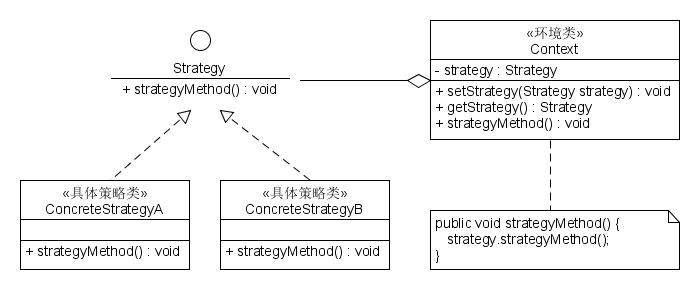 Strategy
+ strategyMethod() : void
«环境类»
Context
- strategy : Strategy
+ setStrategy(Strategy strategy) : void
+ getStrategy() : Strategy
+ strategyMethod() : void
«具体策略类»
ConcreteStrategyA
+ strategyMethod() : void
«具体策略类»
ConcreteStrategyB
+ strategyMethod() : void
public void strategyMethod() {
strategy.strategyMethod();
}